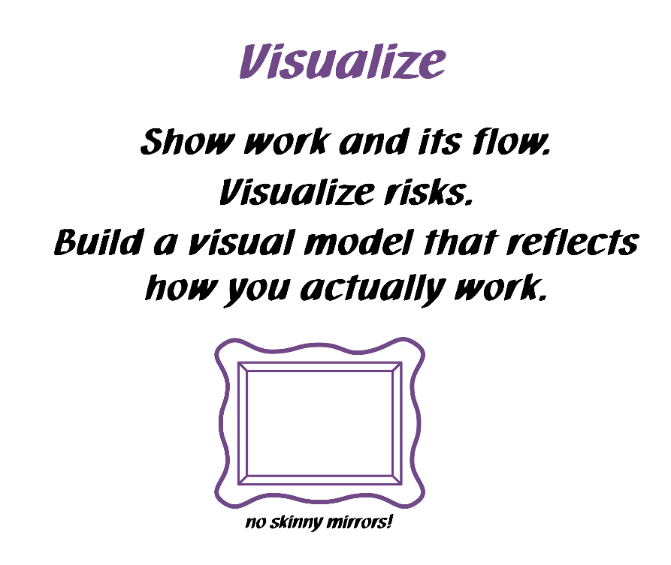 Visualize
Show work and its flow.
Visualize risks.
Build a visual model that reflects
how you actually work.
no skinny mirrors!